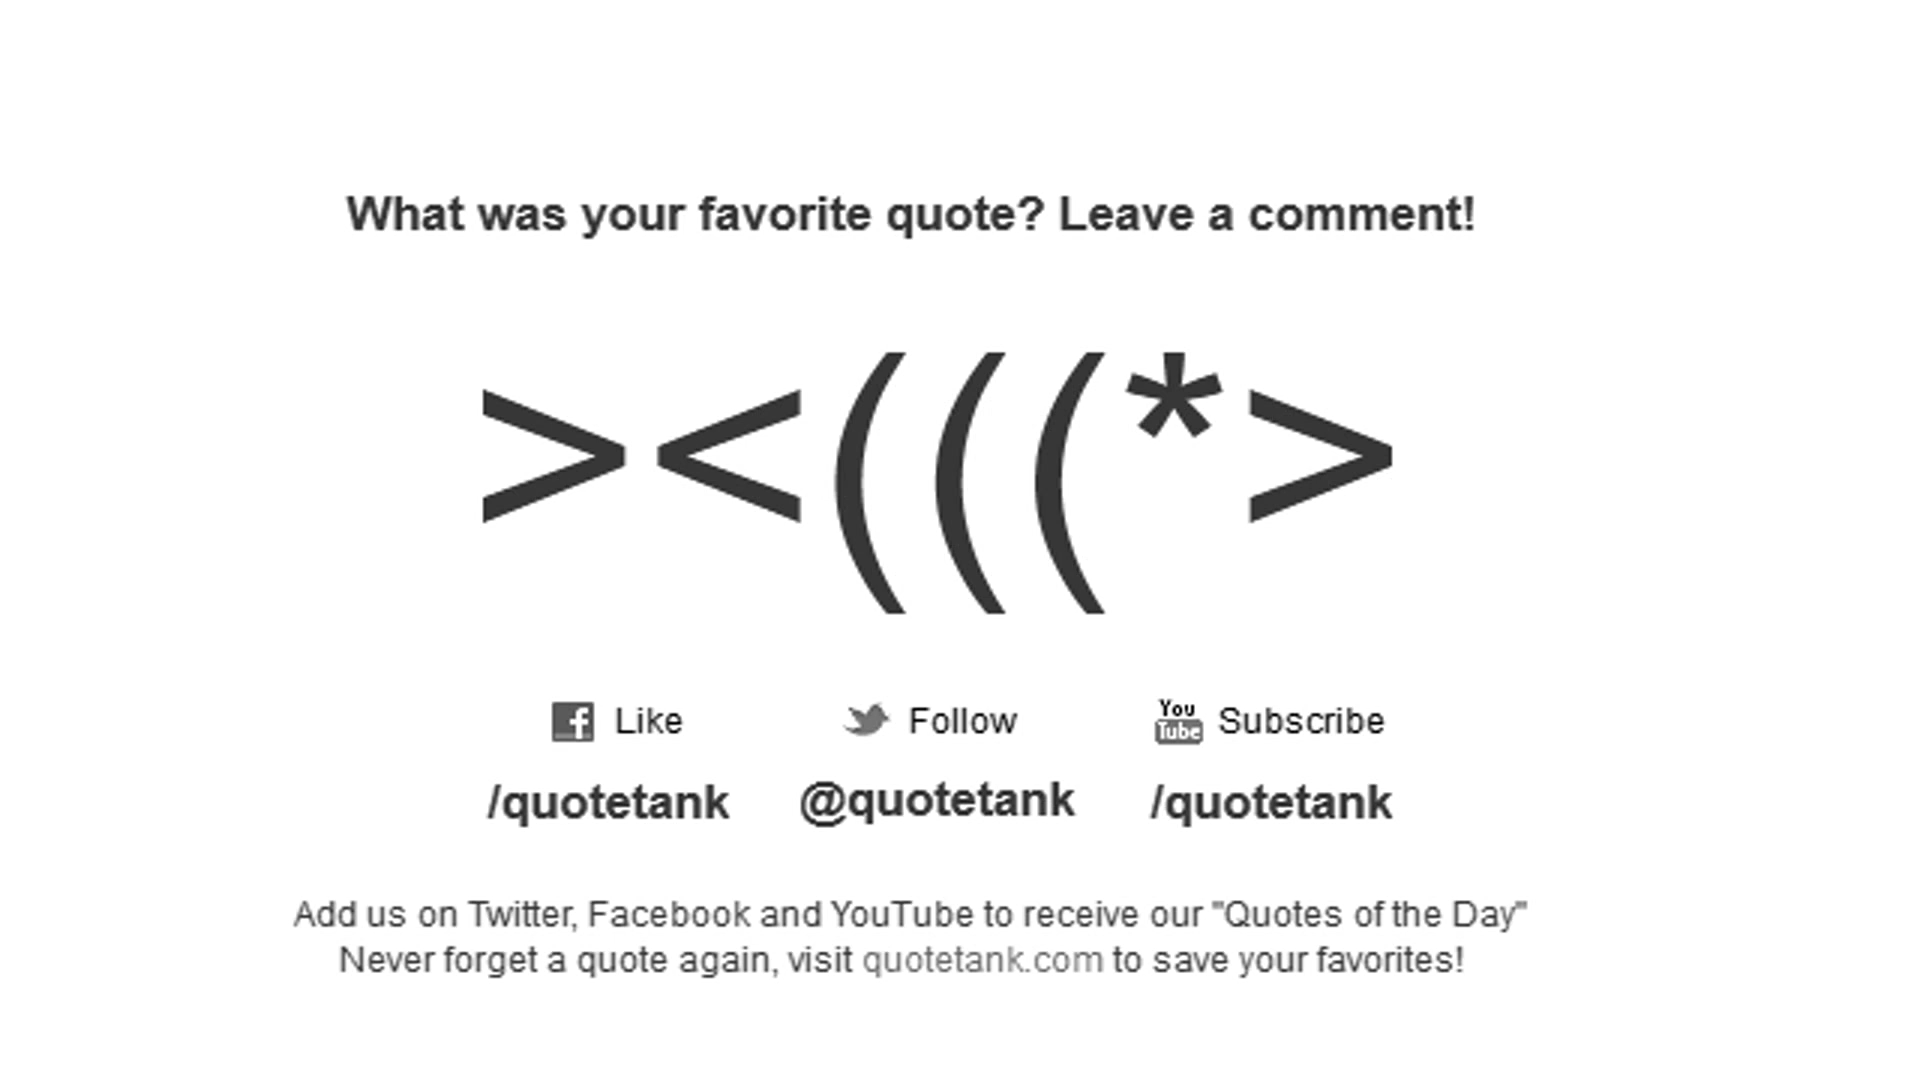 What was your favorite quote? Leave a comment!
><(((*>
f Like Follow You Tube Subscribe
/quotetank @quotetank /quotetank
Add us on Twitter, Facebook and YouTube to receive our "Quotes of the Day"
Never forget a quote again, visit quotetank.com to save your favorites!